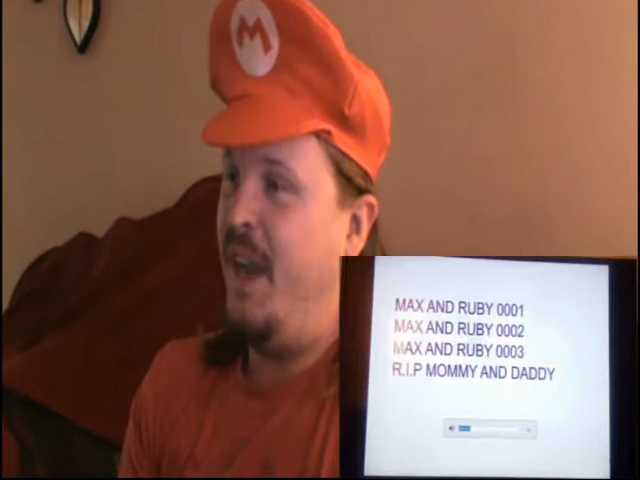 M
MAX AND RUBY 0001
MAX AND RUBY 0002
MAX AND RUBY 0003
R.I.P MOMMY AND DADDY